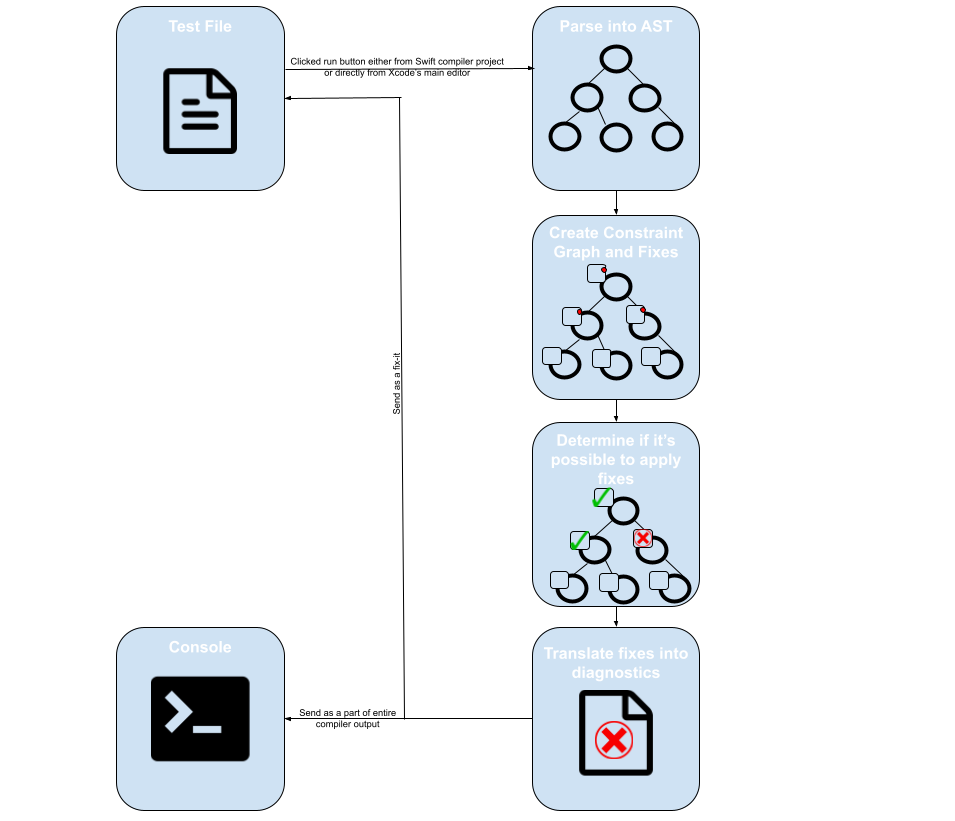 Test File
Clicked run button either from Swift compiler project
or directly from Xcode's main editor
Parse into AST
Create Constraint
Graph and Fixes
Send as a fix-it
Determine if it's
possible to apply
fixes
Console
Send as a part of entire
compiler output
Translate fixes into
diagnostics